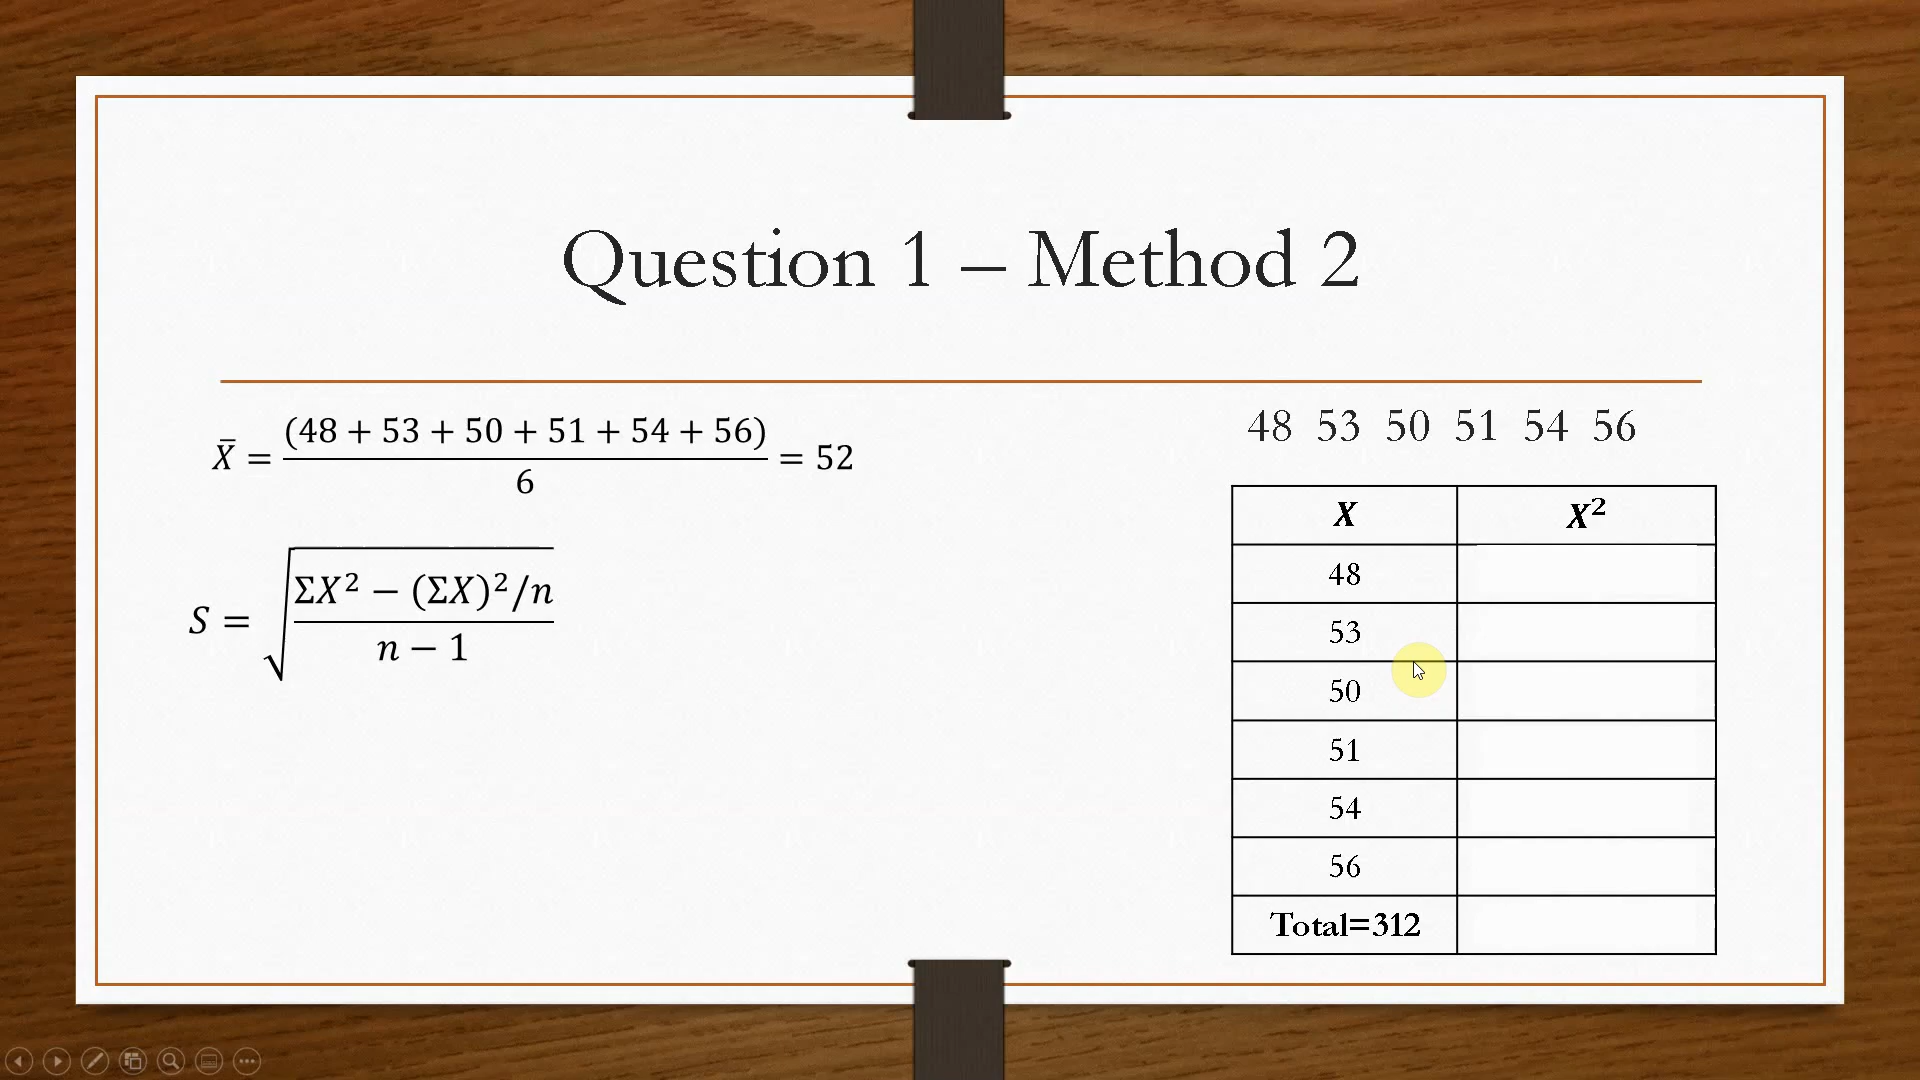 Question 1 – Method 2
X̄ = (48 + 53 + 50 + 51 + 54 + 56) / 6 = 52
S = √((ΣX² − (ΣX)²/n) / (n − 1))
48 53 50 51 54 56
X X²
48
53
50
51
54
56
Total=312